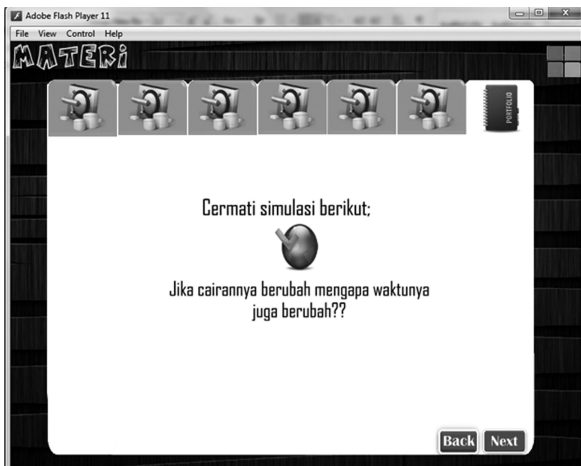 Adobe Flash Player 11
File View Control Help
MATERi
PORTFOLIO
Cermati simulasi berikut;
Jika cairannya berubah mengapa waktunya
juga berubah??
Back Next